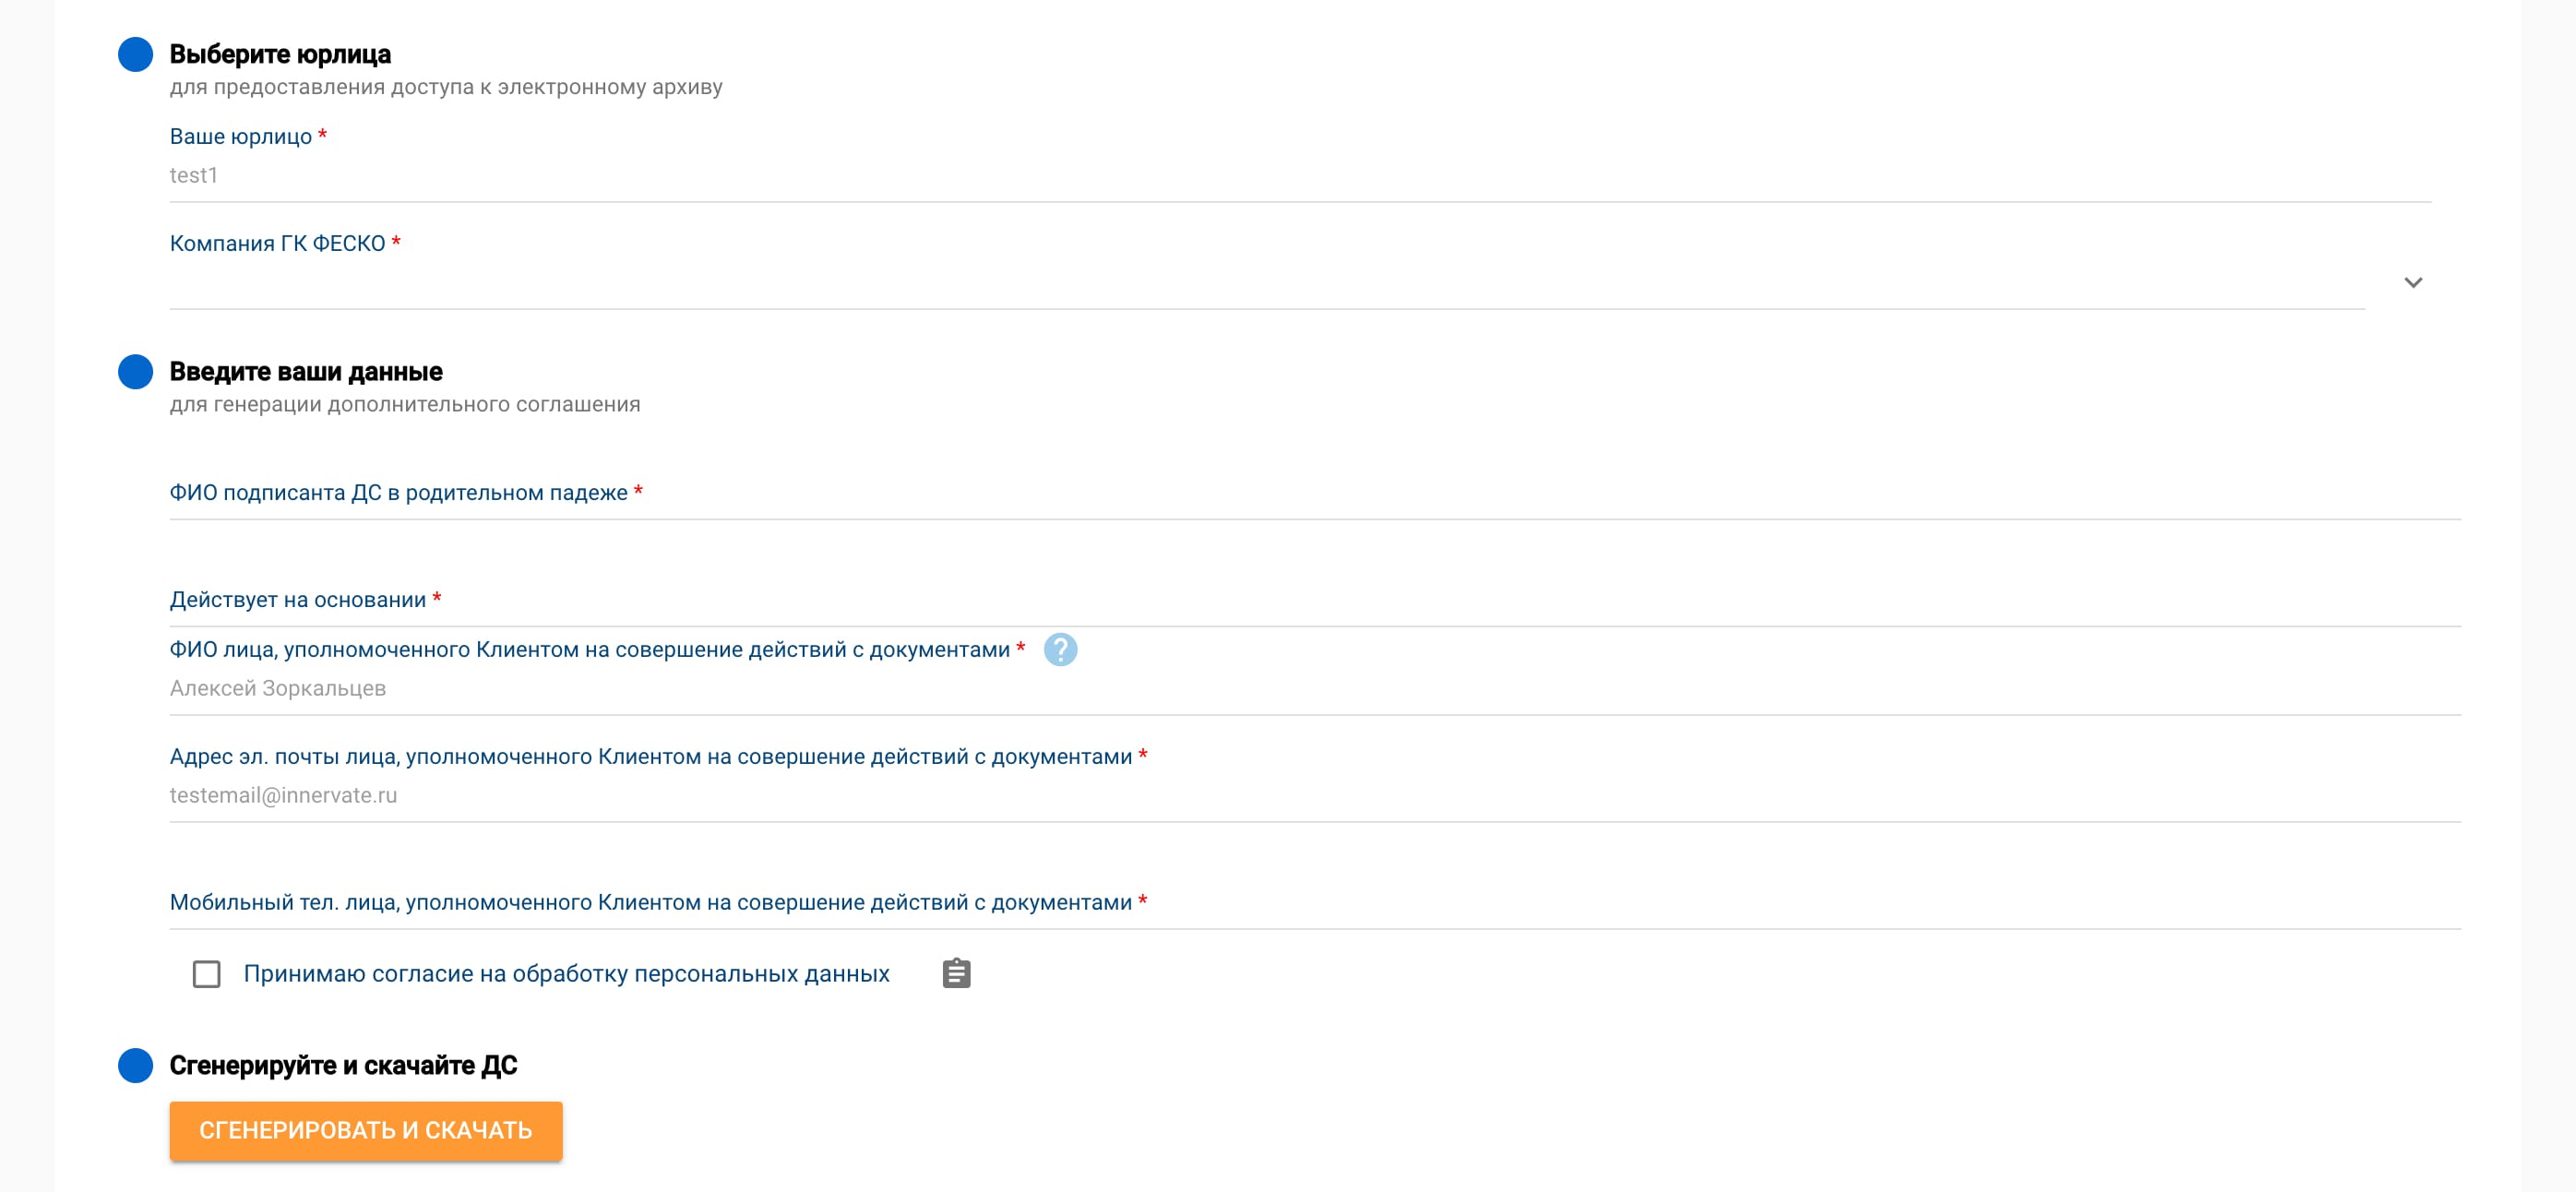 Выберите юрлица
для предоставления доступа к электронному архиву
Ваше юрлицо *
test1
Компания ГК ФЕСКО *
Введите ваши данные
для генерации дополнительного соглашения
ФИО подписанта ДС в родительном падеже *
Действует на основании *
ФИО лица, уполномоченного Клиентом на совершение действий с документами * ?
Алексей Зоркальцев
Адрес эл. почты лица, уполномоченного Клиентом на совершение действий с документами *
testemail@innervate.ru
Мобильный тел. лица, уполномоченного Клиентом на совершение действий с документами *
Принимаю согласие на обработку персональных данных
Сгенерируйте и скачайте ДС
СГЕНЕРИРОВАТЬ И СКАЧАТЬ